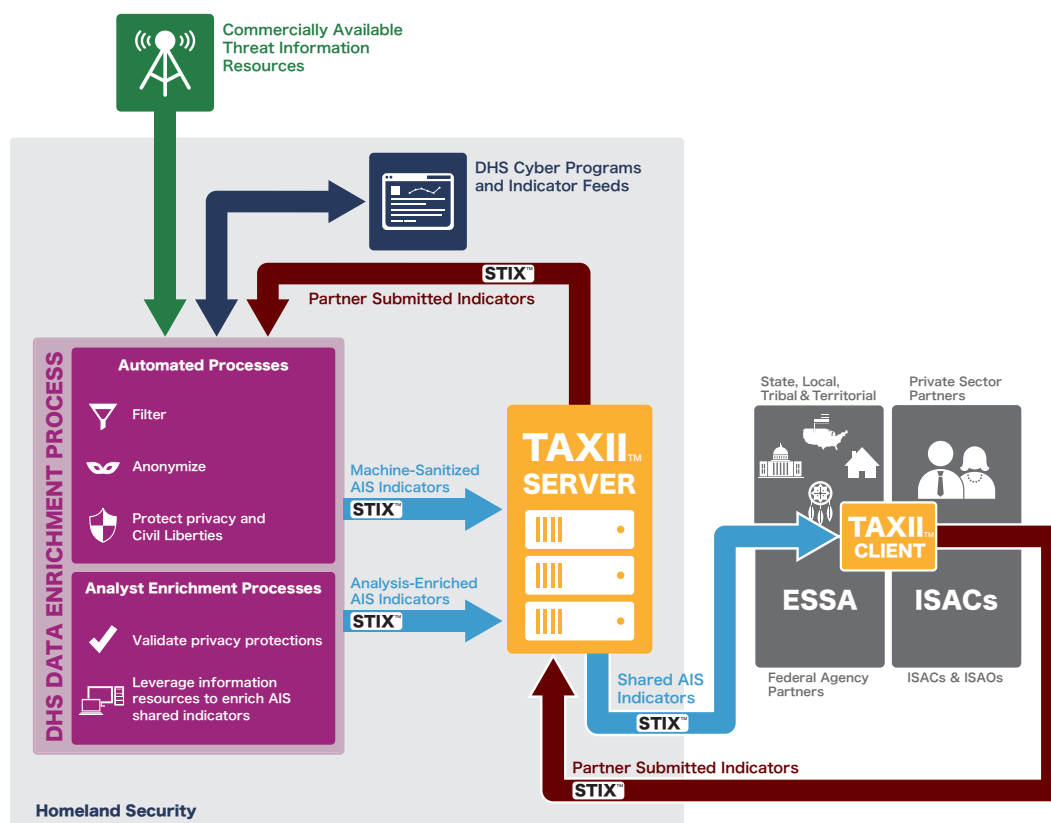 Commercially Available
Threat Information
Resources
DHS Cyber Programs
and Indicator Feeds
STIX™
Partner Submitted Indicators
DHS DATA ENRICHMENT PROCESS
Automated Processes
Filter
Anonymize
Protect privacy and
Civil Liberties
Analyst Enrichment Processes
Validate privacy protections
Leverage information
resources to enrich AIS
shared indicators
Machine-Sanitized
AIS Indicators
STIX™
Analysis-Enriched
AIS Indicators
STIX™
TAXII™
SERVER
State, Local,
Tribal & Territorial
Private Sector
Partners
TAXII™
CLIENT
ESSA
ISACs
Federal Agency
Partners
ISACs & ISAOs
Shared AIS
Indicators
STIX™
Partner Submitted Indicators
STIX™
Homeland Security